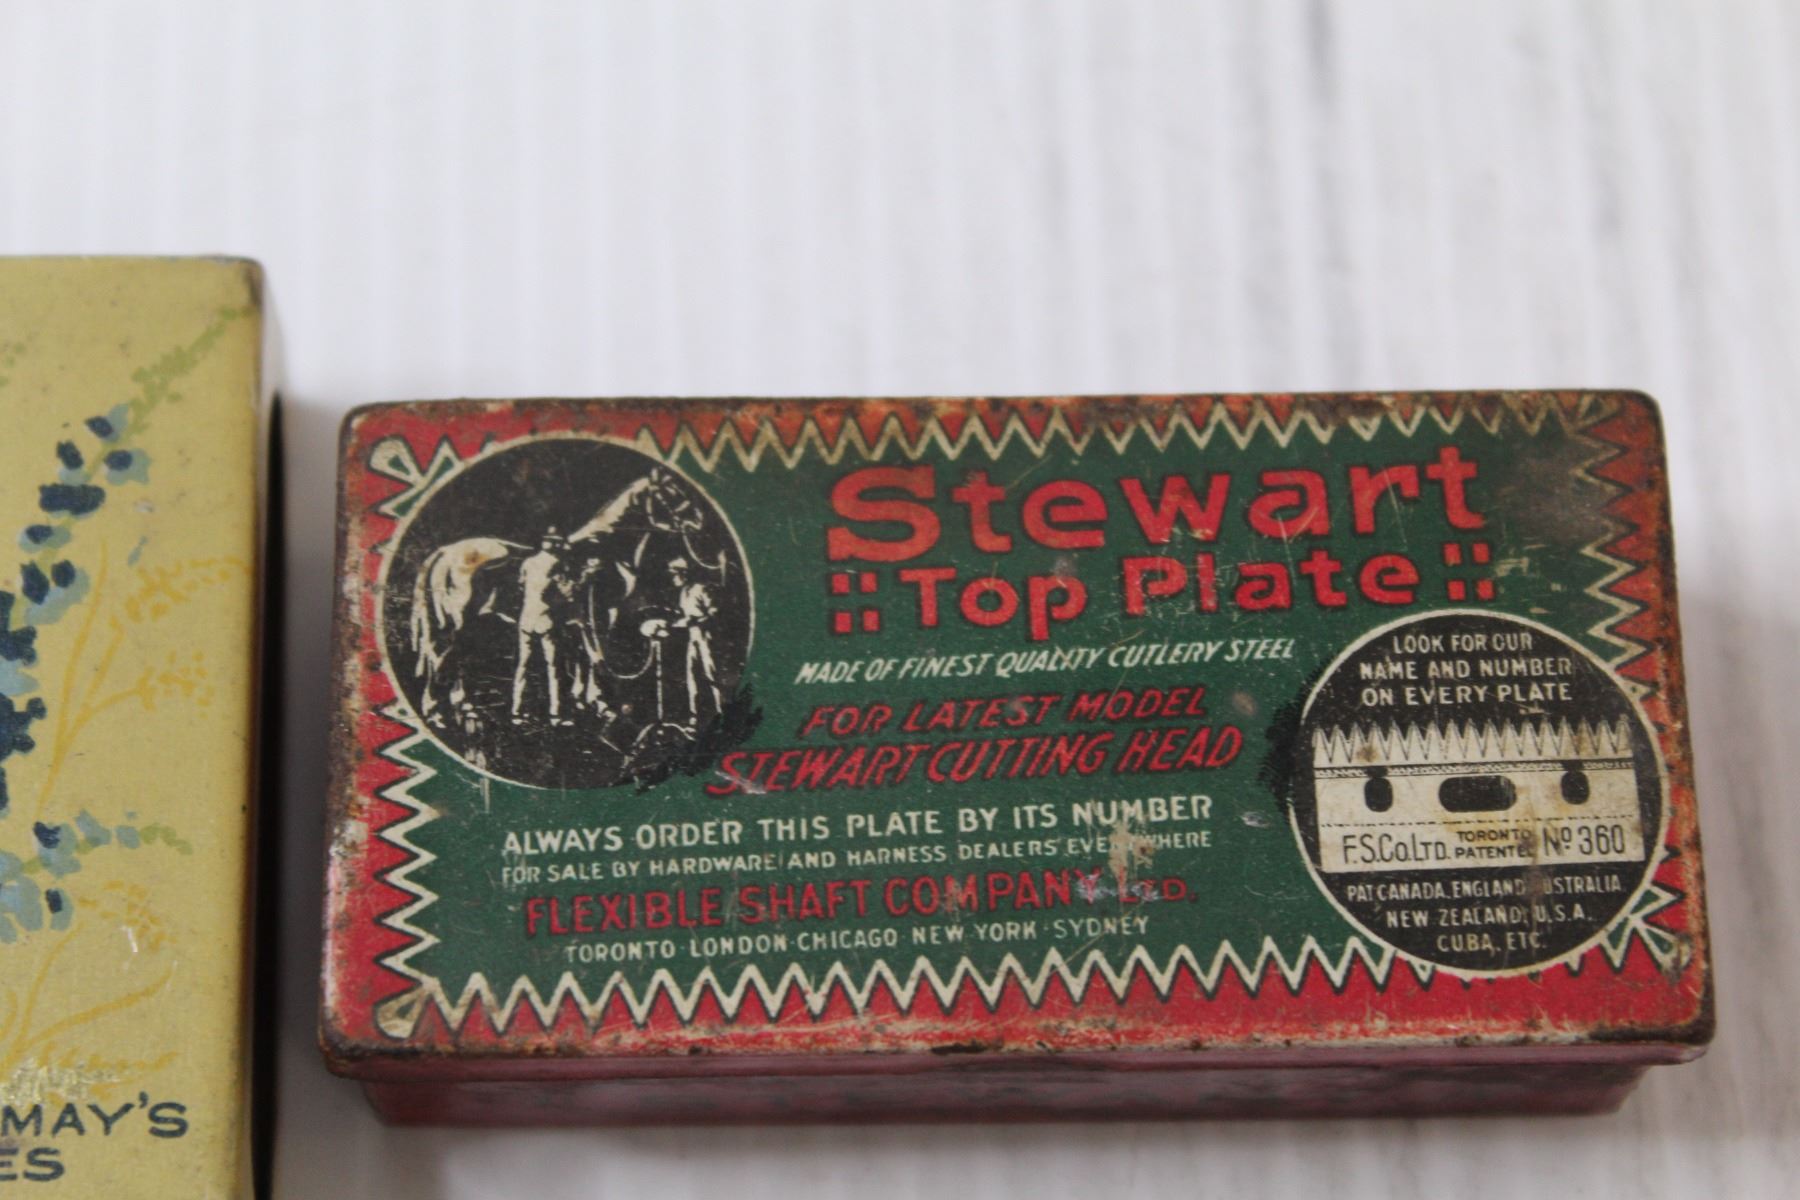 Stewart
:: Top Plate ::
MADE OF FINEST QUALITY CUTLERY STEEL
FOR LATEST MODEL
STEWART CUTTING HEAD
ALWAYS ORDER THIS PLATE BY ITS NUMBER
FOR SALE BY HARDWARE AND HARNESS DEALERS EVERYWHERE
FLEXIBLE SHAFT COMPANY LTD.
TORONTO · LONDON · CHICAGO NEW YORK · SYDNEY
LOOK FOR OUR
NAME AND NUMBER
ON EVERY PLATE
F.S.Co.LTD. TORONTO PATENTED No 360
PAT CANADA. ENGLAND AUSTRALIA.
NEW ZEALAND. U.S.A.
CUBA. ETC.
MAY'S
ES